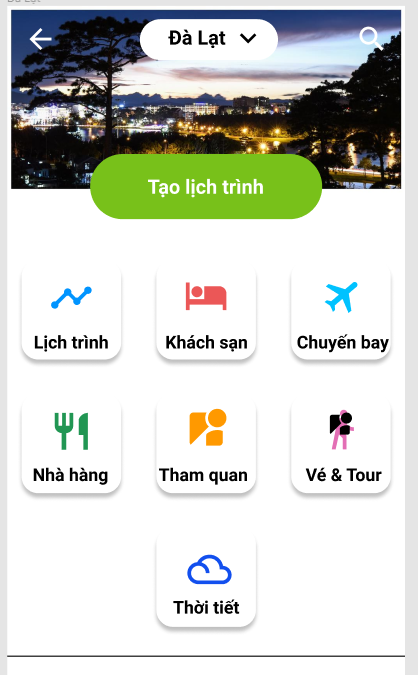 Đà Lạt
Tạo lịch trình
Lịch trình
Khách sạn
Chuyến bay
Nhà hàng
Tham quan
Vé & Tour
Thời tiết